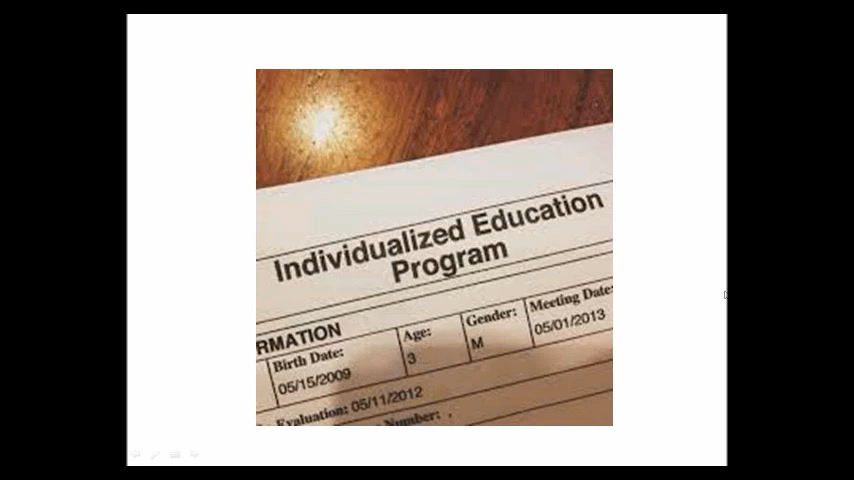 Individualized Education
Program
RMATION
Birth Date:
Age:
Gender:
Meeting Date:
05/15/2009
3
M
05/01/2013
Evaluation: 05/11/2012
Number: